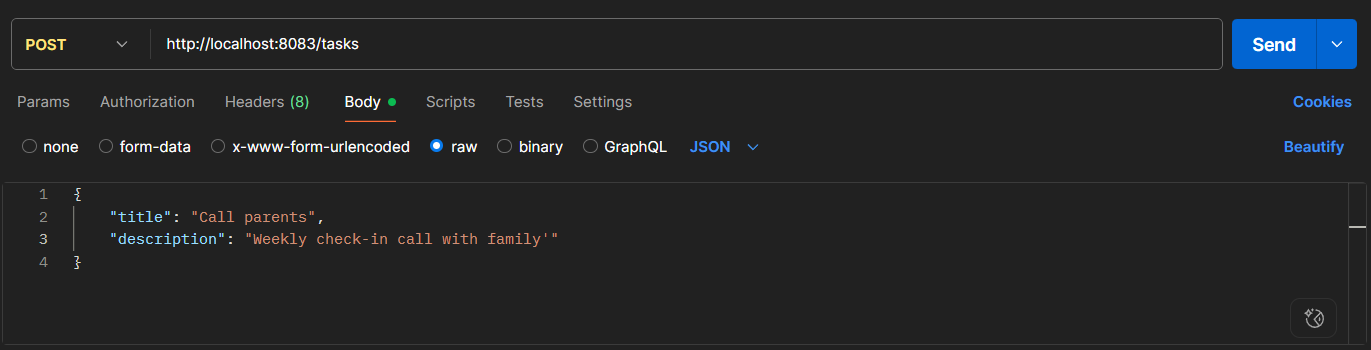 POST http://localhost:8083/tasks Send
Params Authorization Headers (8) Body Scripts Tests Settings Cookies
none form-data x-www-form-urlencoded raw binary GraphQL JSON Beautify
1 {
2 "title": "Call parents",
3 "description": "Weekly check-in call with family'"
4 }